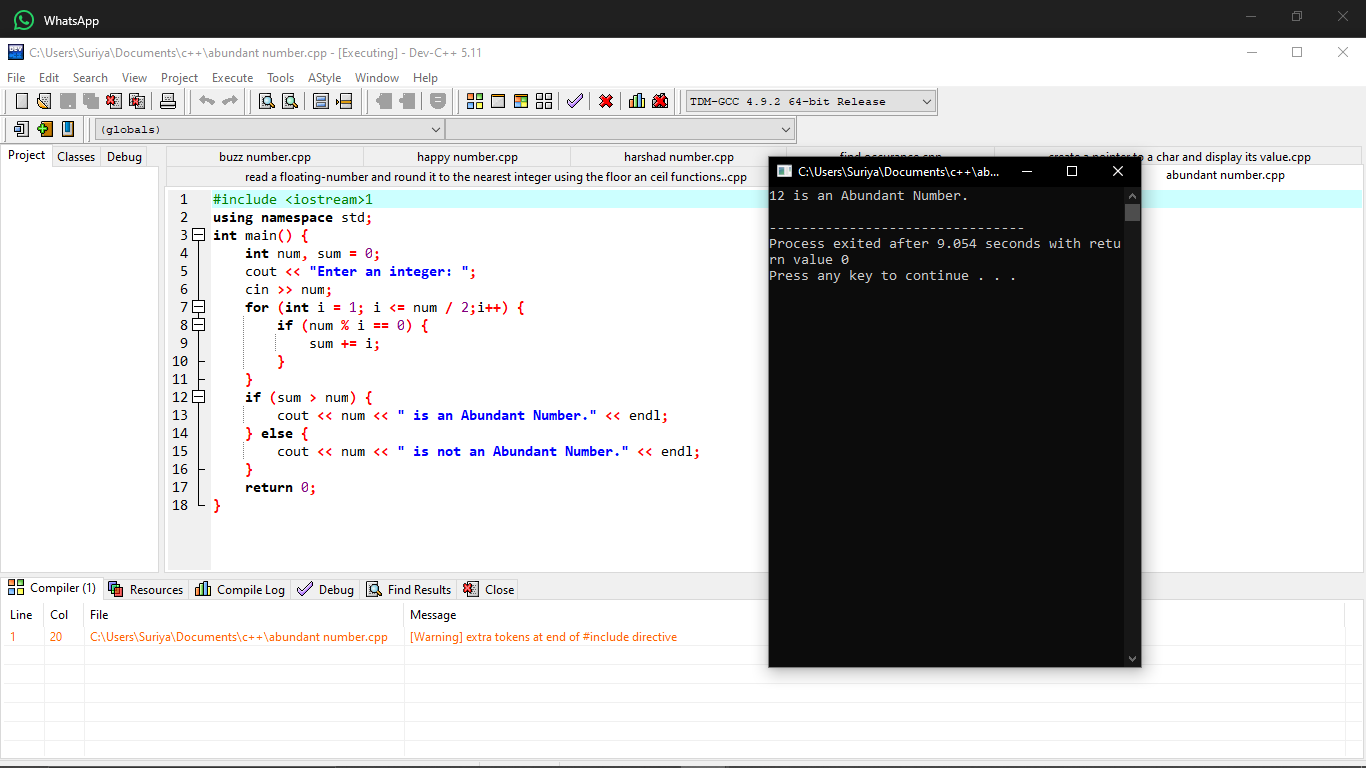 WhatsApp
C:\Users\Suriya\Documents\c++\abundant number.cpp - [Executing] - Dev-C++ 5.11
File Edit Search View Project Execute Tools AStyle Window Help
TDM-GCC 4.9.2 64-bit Release
(globals)
Project Classes Debug
buzz number.cpp happy number.cpp harshad number.cpp find occurance.cpp create a pointer to a char and display its value.cpp
read a floating-number and round it to the nearest integer using the floor an ceil functions..cpp abundant number.cpp
1 #include <iostream>1
2 using namespace std;
3 int main() {
4 int num, sum = 0;
5 cout << "Enter an integer: ";
6 cin >> num;
7 for (int i = 1; i <= num / 2;i++) {
8 if (num % i == 0) {
9 sum += i;
10 }
11 }
12 if (sum > num) {
13 cout << num << " is an Abundant Number." << endl;
14 } else {
15 cout << num << " is not an Abundant Number." << endl;
16 }
17 return 0;
18 }
C:\Users\Suriya\Documents\c++\ab...
12 is an Abundant Number.
--------------------------------
Process exited after 9.054 seconds with retu
rn value 0
Press any key to continue . . .
Compiler (1) Resources Compile Log Debug Find Results Close
Line Col File Message
1 20 C:\Users\Suriya\Documents\c++\abundant number.cpp [Warning] extra tokens at end of #include directive